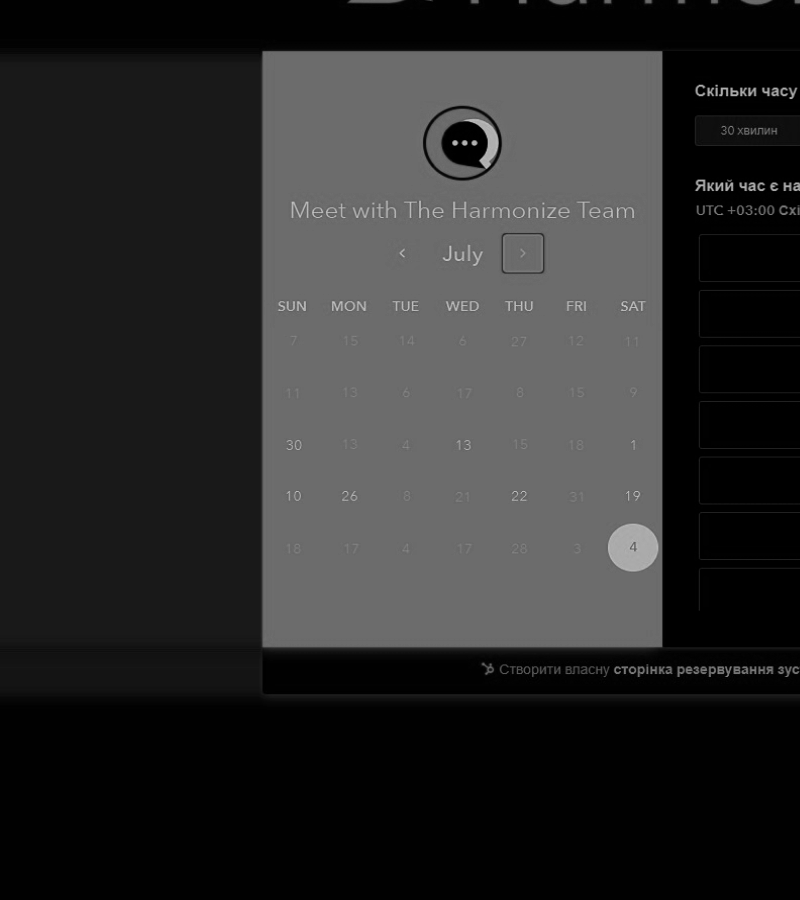 Meet with The Harmonize Team
July
SUN MON TUE WED THU FRI SAT
7 15 14 6 27 12 11
11 13 6 17 8 15 9
30 13 4 13 15 18 1
10 26 8 21 22 31 19
18 17 4 17 28 3 4
Скільки часу
30 хвилин
Який час є
UTC +03:00
Створити власну сторінка резервування